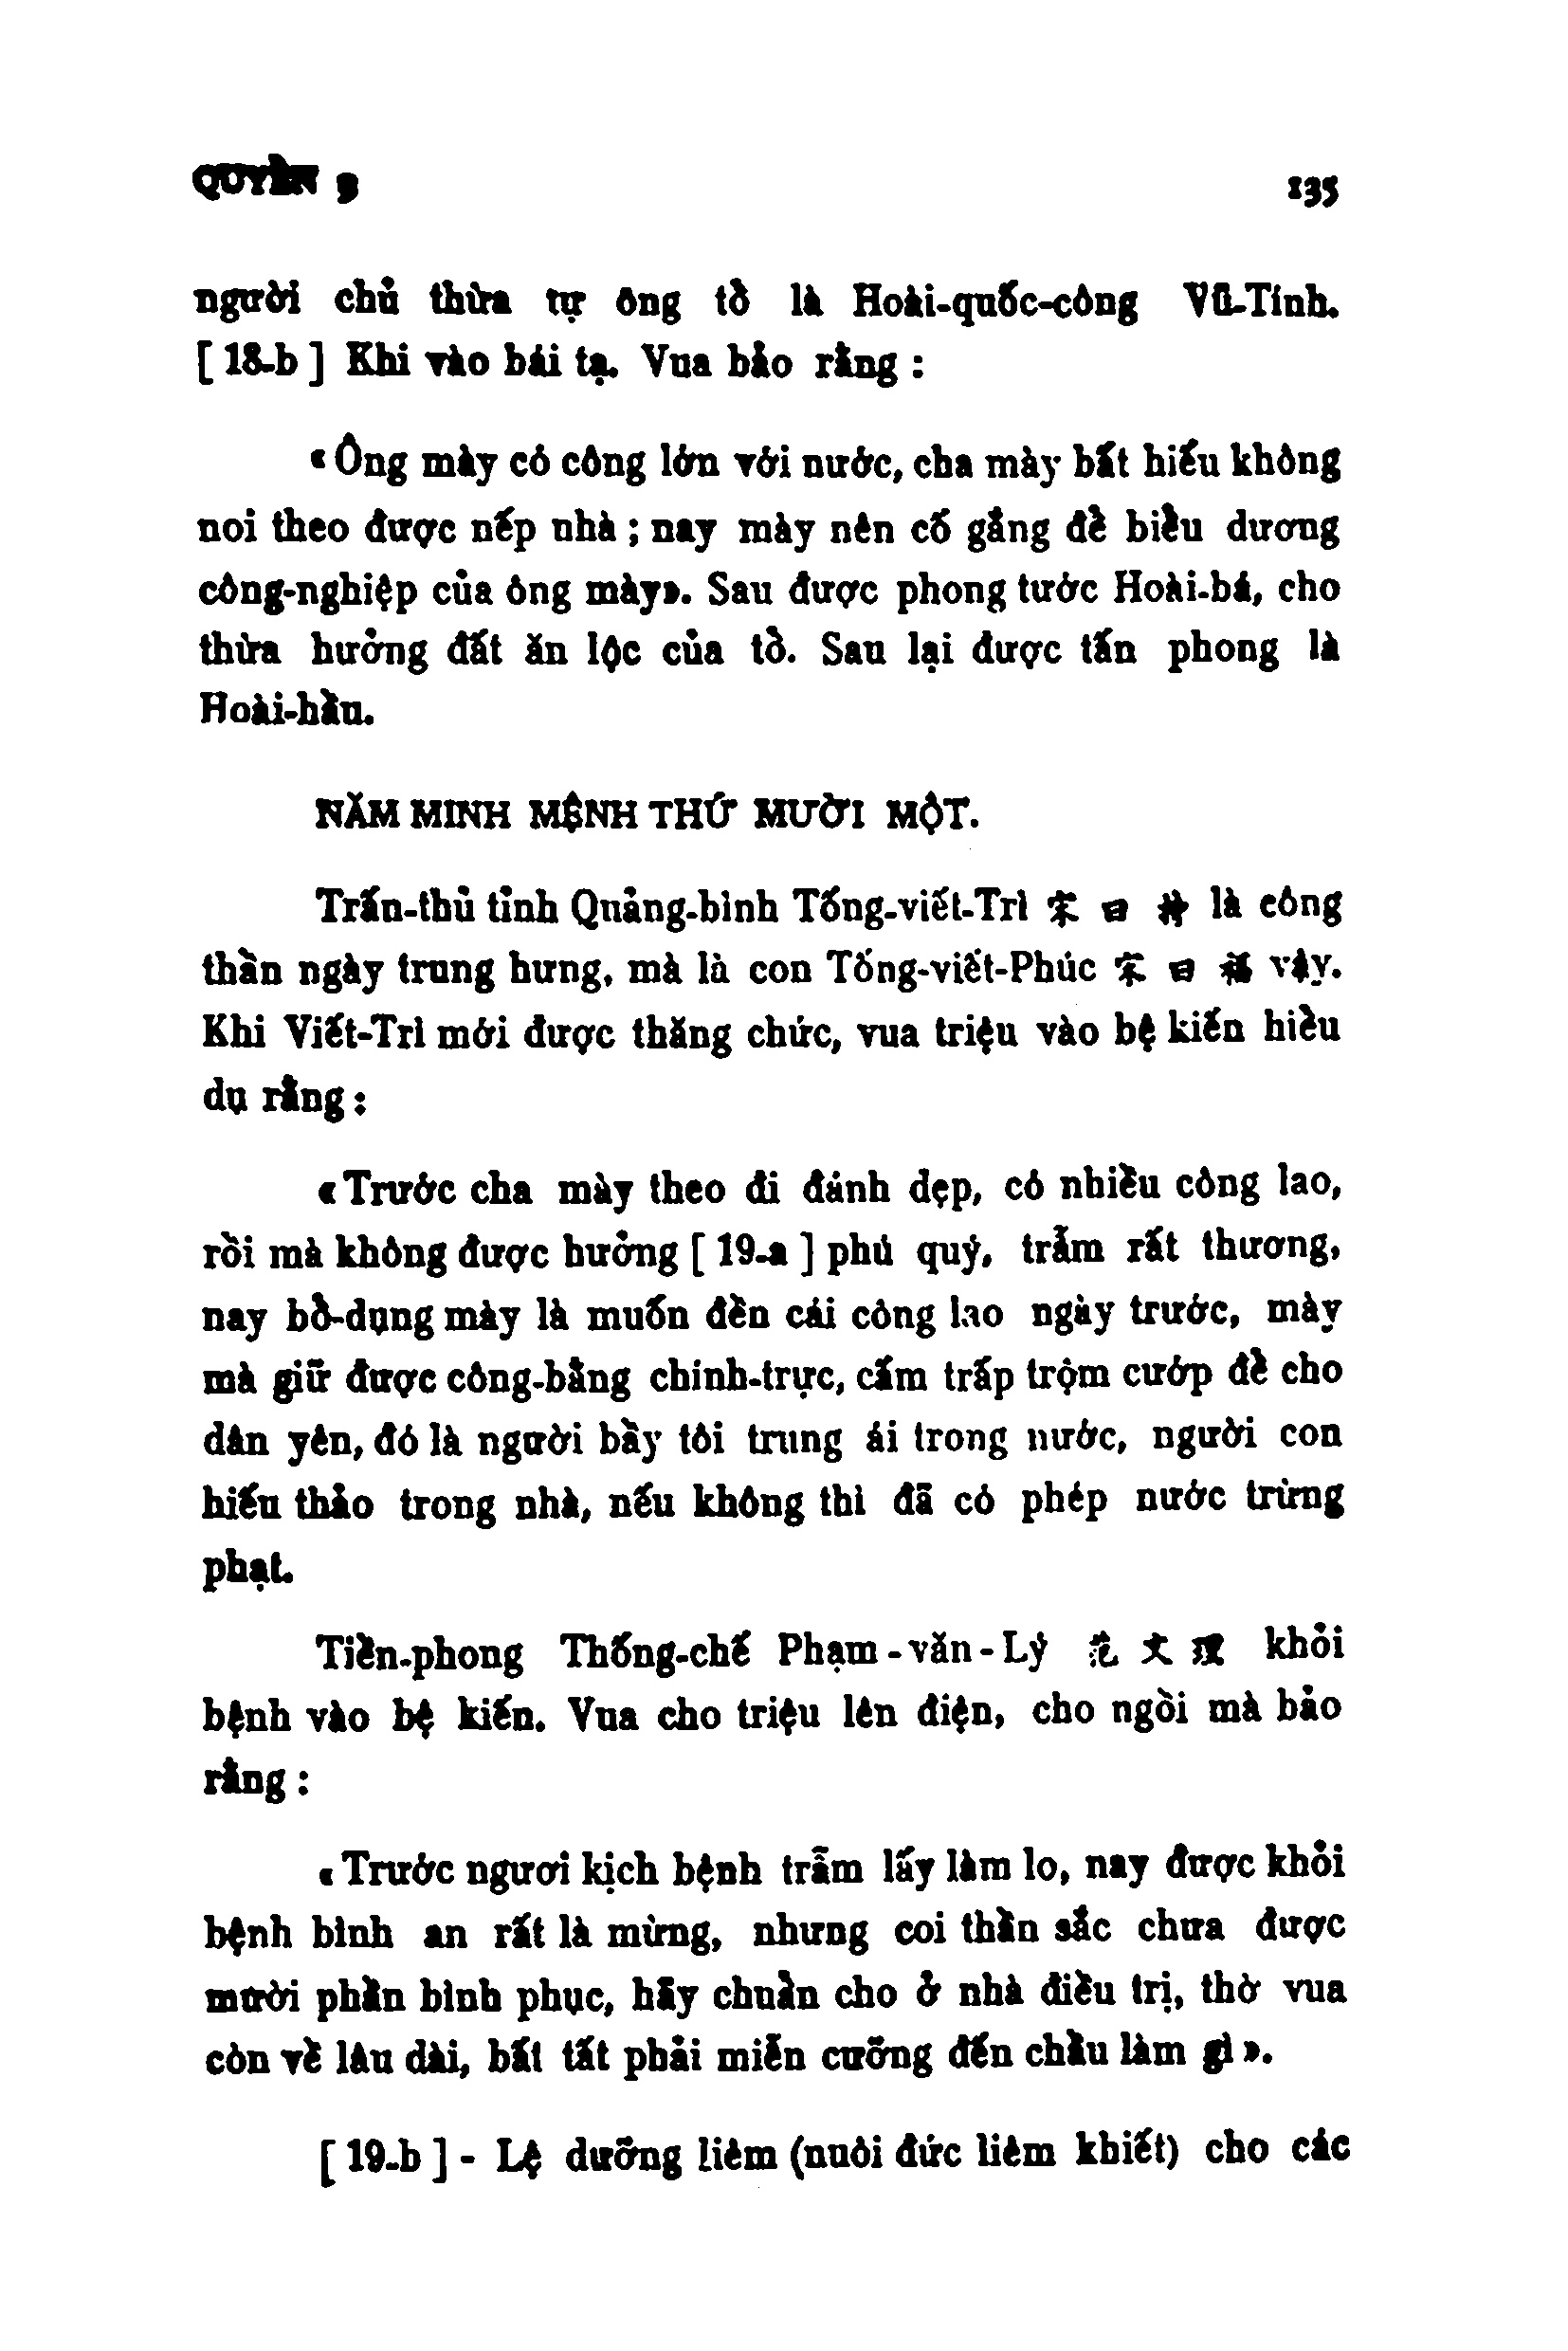 QUYỀN 3 135
người chủ thừa tự ông tổ là Hoài-quốc-công Vũ-Tính.
[ 18-b ] Khi vào bái tạ. Vua bảo rằng :
« Ông mày có công lớn với nước, cha mày bất hiếu không
noi theo được nếp nhà ; nay mày nên cố gắng để biểu dương
công-nghiệp của ông mày». Sau được phong tước Hoài-bá, cho
thừa hưởng đất ăn lộc của tổ. Sau lại được tấn phong là
Hoài-hầu.
NĂM MINH MỆNH THỨ MƯỜI MỘT.
Trấn-thủ tỉnh Quảng-bình Tống-viết-Trì 宋 曰 là công
thần ngày trung hưng, mà là con Tống-viết-Phúc 宋 曰 福 vậy.
Khi Viết-Trì mới được thăng chức, vua triệu vào bệ kiến hiểu
dụ rằng :
« Trước cha mày theo đi đánh dẹp, có nhiều công lao,
rồi mà không được hưởng [ 19-a ] phú quý, trẫm rất thương,
nay bổ-dụng mày là muốn đền cái công lao ngày trước, mày
mà giữ được công-bằng chinh-trực, cấm trấp trộm cướp để cho
dân yên, đó là người bầy tôi trung ái trong nước, người con
hiếu thảo trong nhà, nếu không thì đã có phép nước trừng
phạt.
Tiền-phong Thống-chế Phạm-văn-Lý 范 文 理 khỏi
bệnh vào bệ kiến. Vua cho triệu lên điện, cho ngồi mà bảo
rằng :
« Trước ngươi kịch bệnh trẫm lấy làm lo, nay được khỏi
bệnh bình an rất là mừng, nhưng coi thần sắc chưa được
mười phần bình phục, hãy chuẩn cho ở nhà điều trị, thờ vua
còn về lâu dài, bất tất phải miễn cưỡng đến chầu làm gì ».
[ 19-b ] - Lệ dưỡng liêm (nuôi đức liêm khiết) cho các